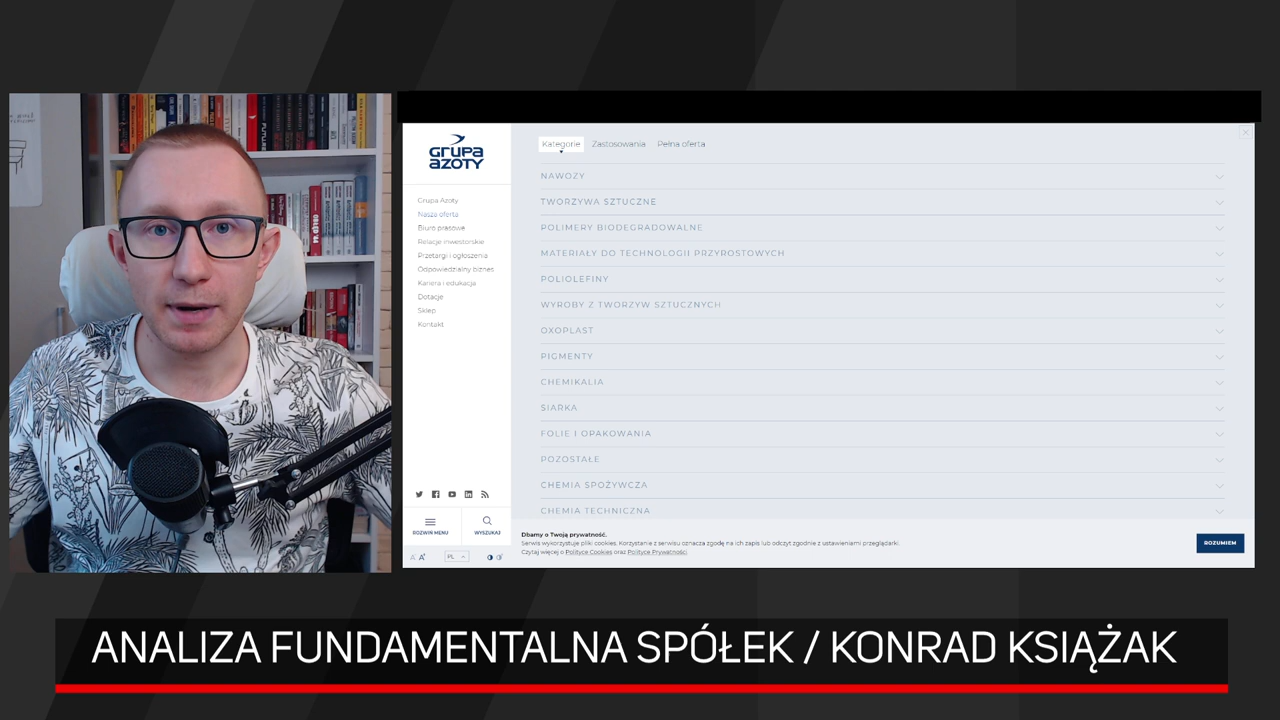 GRUPA
AZOTY
Grupa Azoty
Nasza oferta
Biuro prasowe
Relacje inwestorskie
Przetargi i ogłoszenia
Odpowiedzialny biznes
Kariera i edukacja
Dotacje
Sklep
Kontakt
ROZWIŃ MENU
WYSZUKAJ
A- A+
PL
Kategorie Zastosowania Pełna oferta
NAWOZY
TWORZYWA SZTUCZNE
POLIMERY BIODEGRADOWALNE
MATERIAŁY DO TECHNOLOGII PRZYROSTOWYCH
POLIOLEFINY
WYROBY Z TWORZYW SZTUCZNYCH
OXOPLAST
PIGMENTY
CHEMIKALIA
SIARKA
FOLIE I OPAKOWANIA
POZOSTAŁE
CHEMIA SPOŻYWCZA
CHEMIA TECHNICZNA
Dbamy o Twoją prywatność.
Serwis wykorzystuje pliki cookies. Korzystanie z serwisu oznacza zgodę na ich zapis lub odczyt zgodnie z ustawieniami przeglądarki.
Czytaj więcej o Polityce Cookies oraz Polityce Prywatności
ROZUMIEM
ANALIZA FUNDAMENTALNA SPÓŁEK / KONRAD KSIĄŻAK